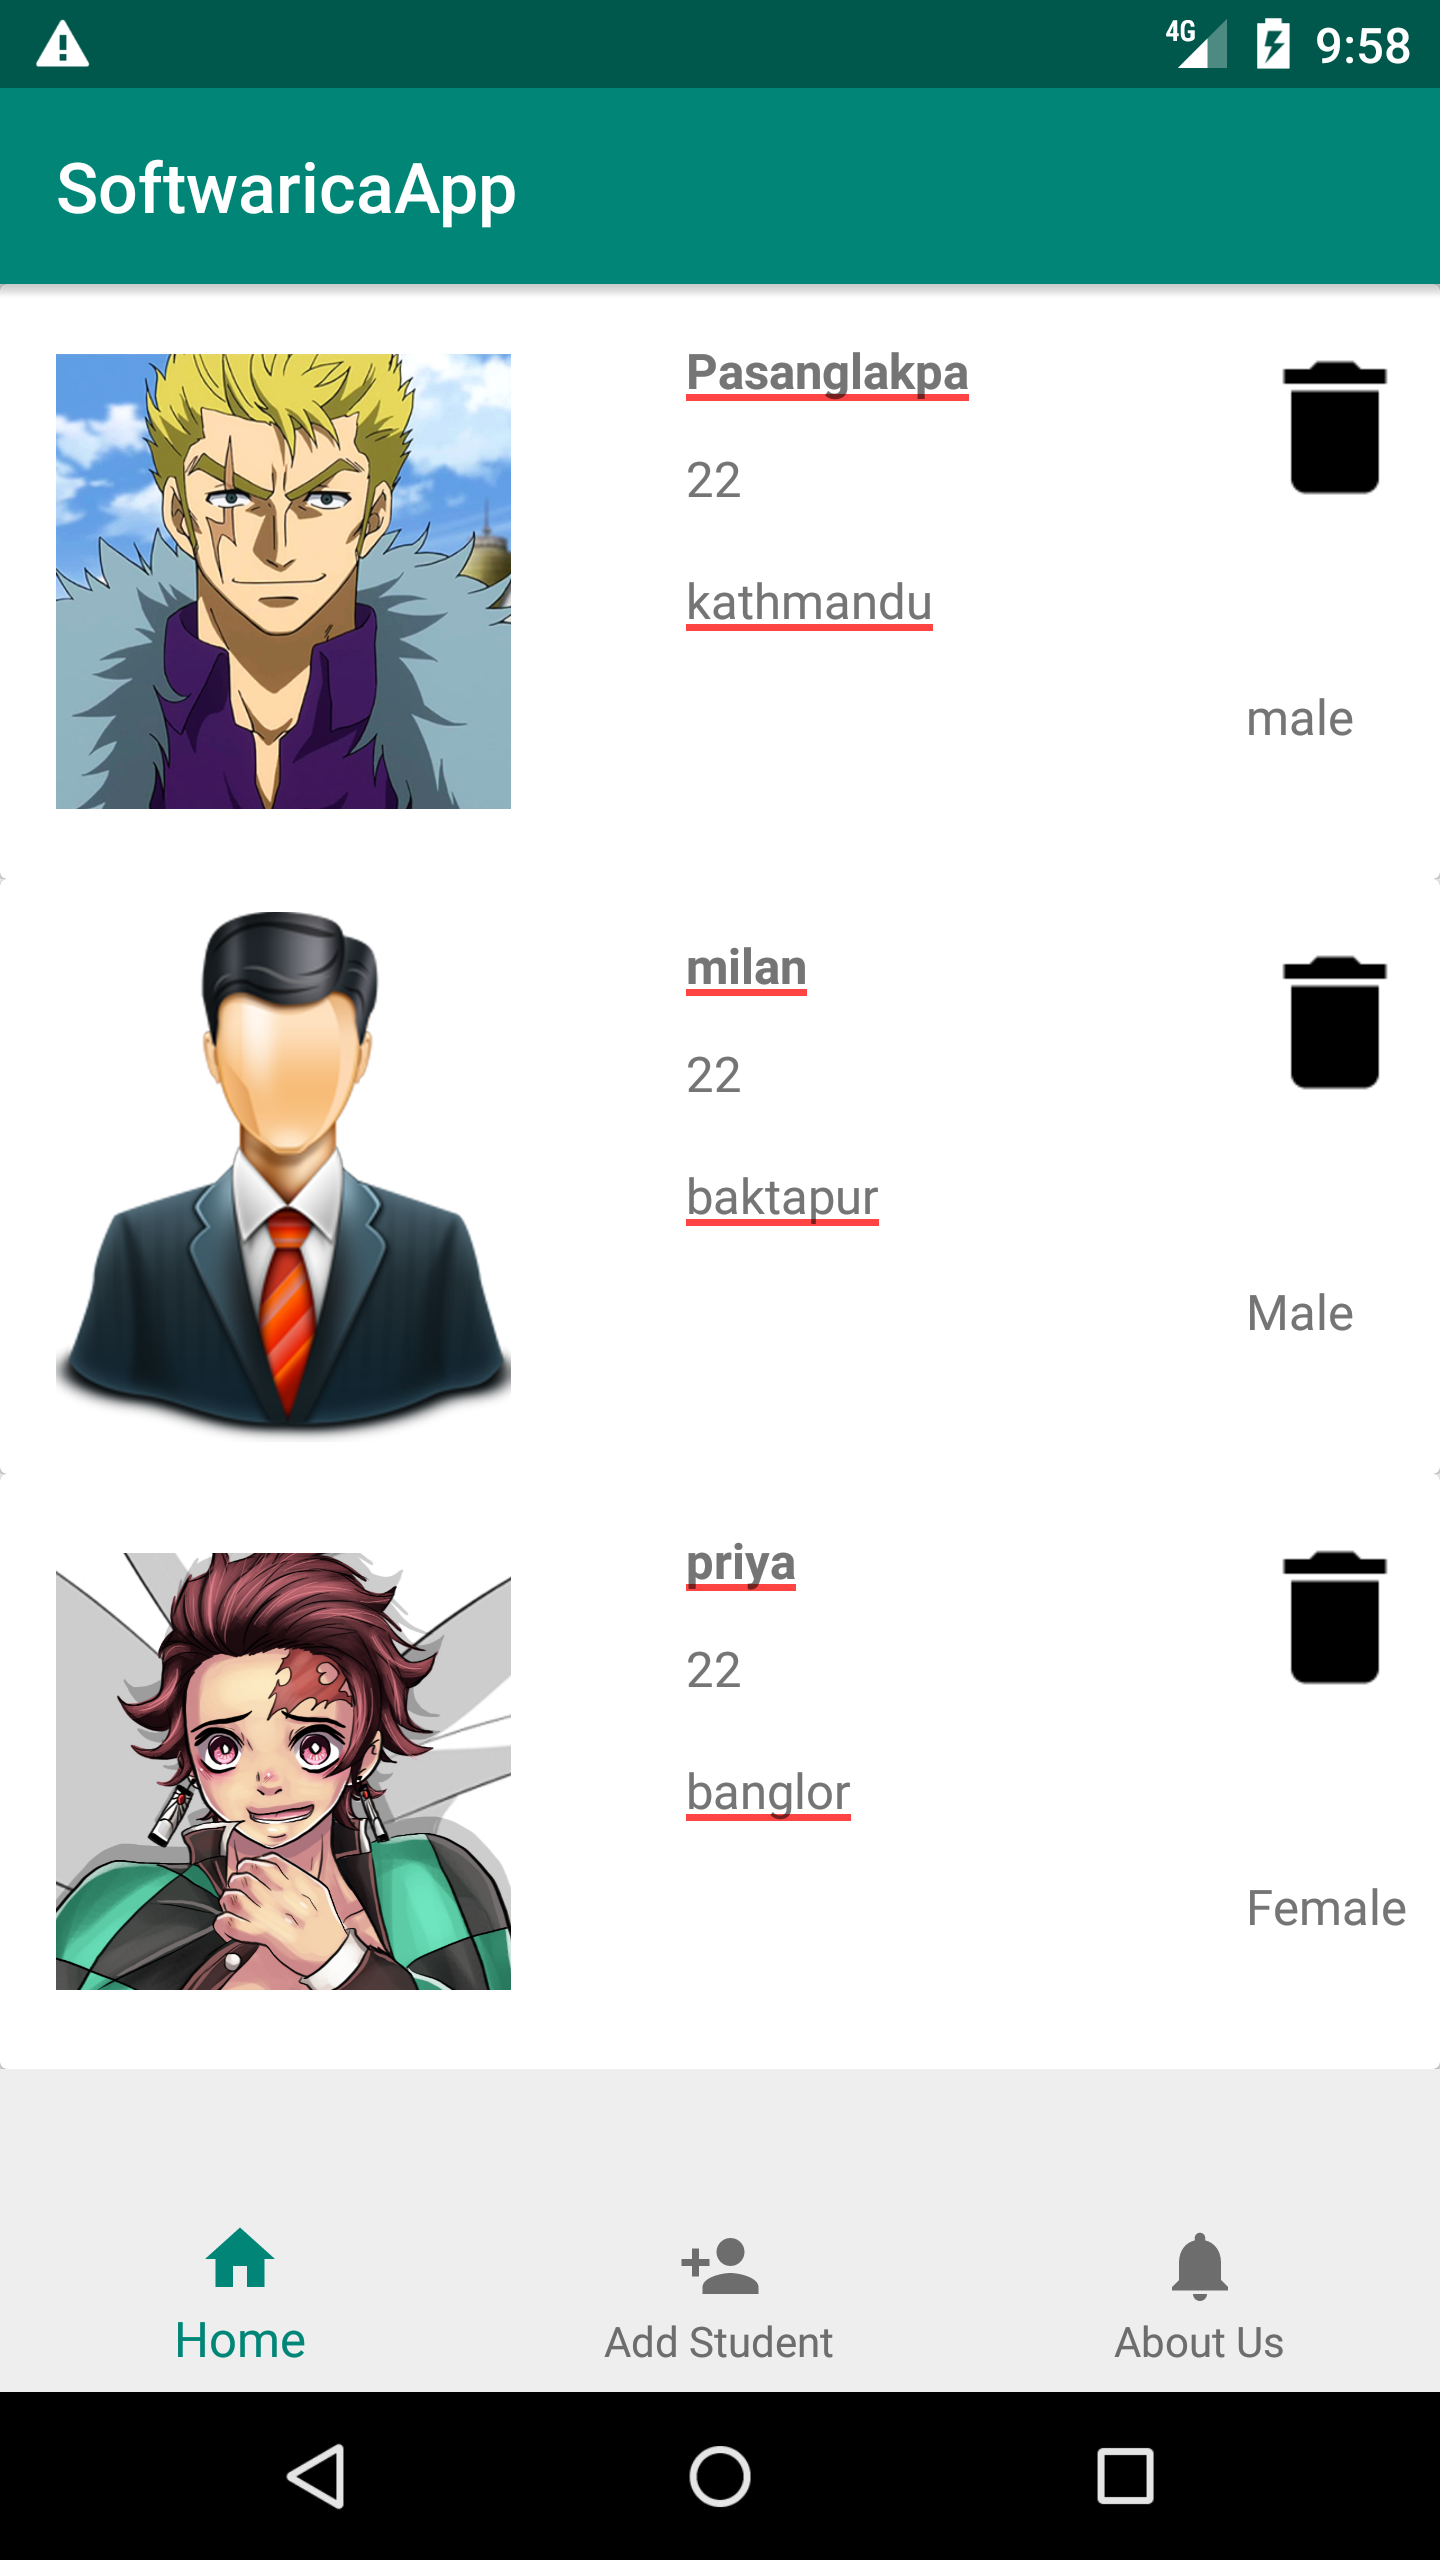 4G 9:58
SoftwaricaApp
Pasanglakpa
22
kathmandu
male
milan
22
baktapur
Male
priya
22
banglor
Female
Home
Add Student
About Us